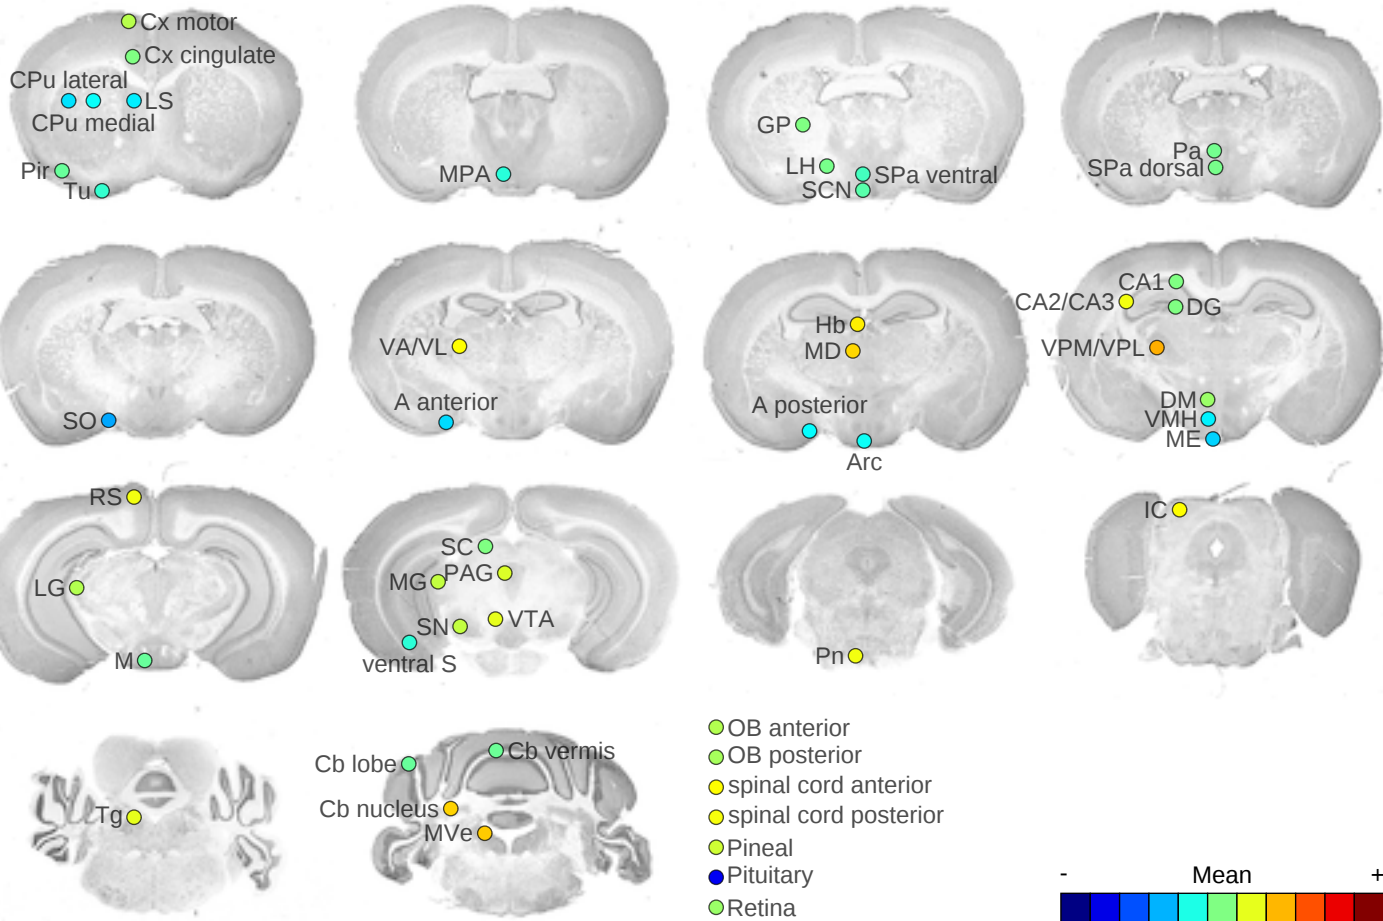 Cx motor
Cx cingulate
CPu lateral
LS
CPu medial
Pir
Tu
MPA
GP
LH
SPa ventral
SCN
Pa
SPa dorsal
SO
VA/VL
A anterior
Hb
MD
A posterior
Arc
CA1
CA2/CA3
DG
VPM/VPL
DM
VMH
ME
RS
LG
M
SC
MG
PAG
SN
VTA
ventral S
Pn
IC
Tg
Cb vermis
Cb lobe
Cb nucleus
MVe
OB anterior
OB posterior
spinal cord anterior
spinal cord posterior
Pineal
Pituitary
Retina
- Mean +